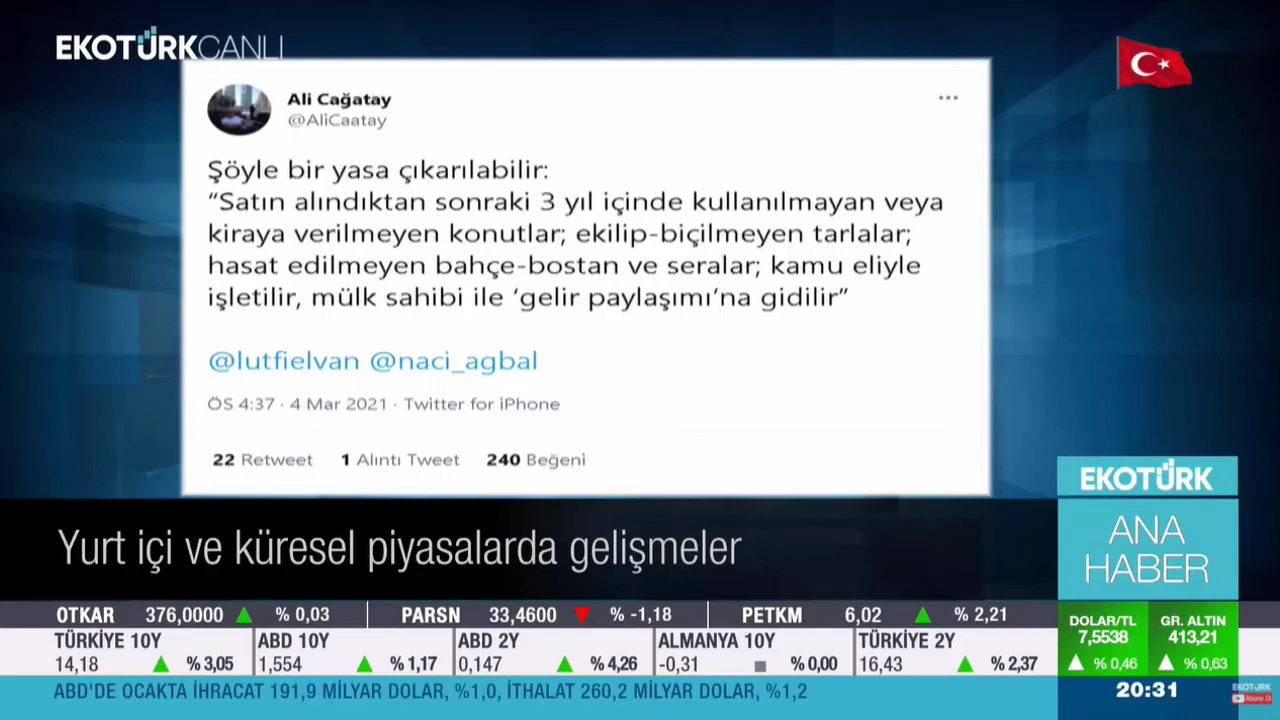 EKOTÜRK CANLI
Ali Cağatay
@AliCaatay
Şöyle bir yasa çıkarılabilir:
“Satın alındıktan sonraki 3 yıl içinde kullanılmayan veya
kiraya verilmeyen konutlar; ekilip-biçilmeyen tarlalar;
hasat edilmeyen bahçe-bostan ve seralar; kamu eliyle
işletilir, mülk sahibi ile ‘gelir paylaşımı’na gidilir”
@lutfielvan @naci_agbal
ÖS 4:37 · 4 Mar 2021 · Twitter for iPhone
22 Retweet 1 Alıntı Tweet 240 Beğeni
EKOTÜRK
ANA
HABER
Yurt içi ve küresel piyasalarda gelişmeler
OTKAR 376,0000 % 0,03 PARSN 33,4600 % -1,18 PETKM 6,02 % 2,21
TÜRKİYE 10Y ABD 10Y ABD 2Y ALMANYA 10Y TÜRKİYE 2Y
14,18 % 3,05 1,554 % 1,17 0,147 % 4,26 -0,31 % 0,00 16,43 % 2,37
DOLAR/TL GR. ALTIN
7,5538 413,21
% 0,46 % 0,63
ABD'DE OCAKTA İHRACAT 191,9 MİLYAR DOLAR, %1,0, İTHALAT 260,2 MİLYAR DOLAR, %1,2
20:31
EKOTÜRK
Abone Ol